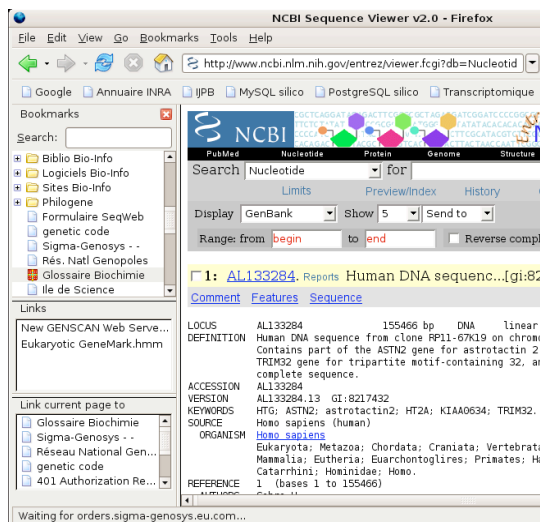 NCBI Sequence Viewer v2.0 - Firefox
File Edit View Go Bookmarks Tools Help
http://www.ncbi.nlm.nih.gov/entrez/viewer.fcgi?db=Nucleotid
Google Annuaire INRA IJPB MySQL silico PostgreSQL silico Transcriptomique
Bookmarks
Search:
Biblio Bio-Info
Logiciels Bio-Info
Sites Bio-Info
Philogene
Formulaire SeqWeb
genetic code
Sigma-Genosys - -
Rés. Natl Genopoles
Glossaire Biochimie
Ile de Science
Links
New GENSCAN Web Serve...
Eukaryotic GeneMark.hmm
Link current page to
Glossaire Biochimie
Sigma-Genosys - -
Réseau National Gen...
genetic code
401 Authorization Re...
NCBI
PubMed Nucleotide Protein Genome Structure
Search Nucleotide for
Limits Preview/Index History
Display GenBank Show 5 Send to
Range: from begin to end Reverse compl
1: AL133284. Reports Human DNA sequenc...[gi:82
Comment Features Sequence
LOCUS AL133284 155466 bp DNA linear
DEFINITION Human DNA sequence from clone RP11-67K19 on chromo
Contains part of the ASTN2 gene for astrotactin 2
TRIM32 gene for tripartite motif-containing 32, an
complete sequence.
ACCESSION AL133284
VERSION AL133284.13 GI:8217432
KEYWORDS HTG; ASTN2; astrotactin2; HT2A; KIAA0634; TRIM32.
SOURCE Homo sapiens (human)
ORGANISM Homo sapiens
Eukaryota; Metazoa; Chordata; Craniata; Vertebrata
Mammalia; Eutheria; Euarchontoglires; Primates; Ha
Catarrhini; Hominidae; Homo.
REFERENCE 1 (bases 1 to 155466)
Waiting for orders.sigma-genosys.eu.com...